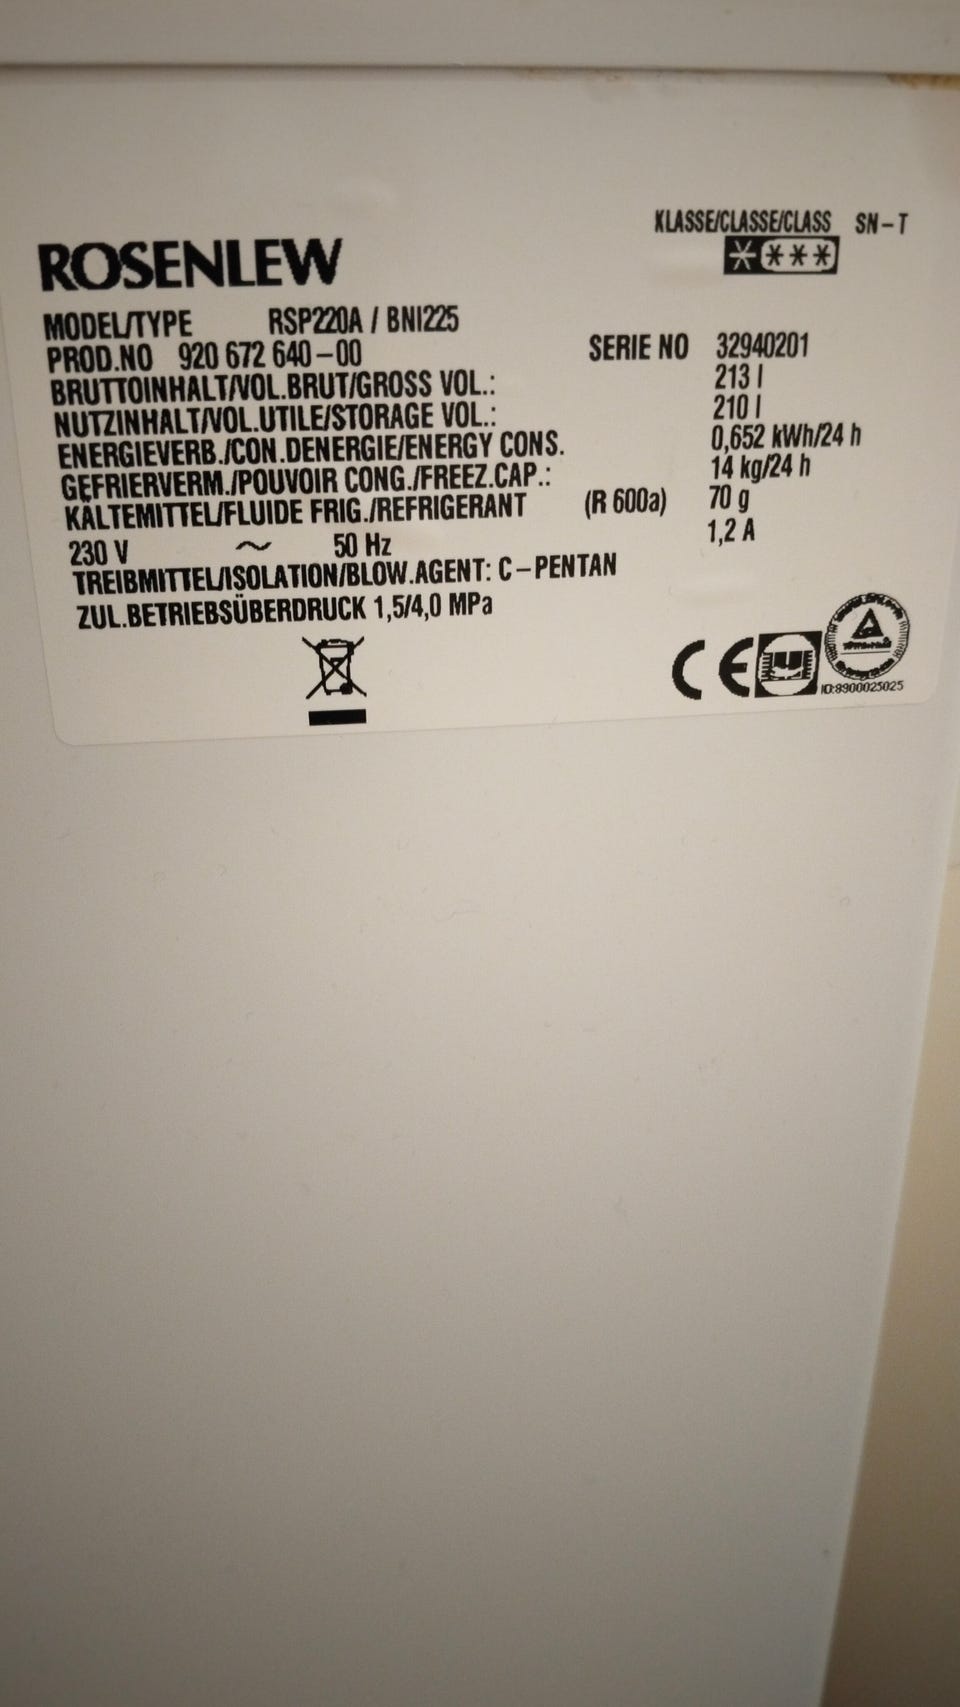 KLASSE/CLASSE/CLASS SN-T
ROSENLEW
MODEL/TYPE RSP220A / BNI225
PROD.NO 920 672 640-00 SERIE NO 32940201
BRUTTOINHALT/VOL.BRUT/GROSS VOL.: 213 l
NUTZINHALT/VOL.UTILE/STORAGE VOL.: 210 l
ENERGIEVERB./CON.DENERGIE/ENERGY CONS. 0,652 kWh/24 h
GEFRIERVERM./POUVOIR CONG./FREEZ.CAP.: 14 kg/24 h
KÄLTEMITTEL/FLUIDE FRIG./REFRIGERANT (R 600a) 70 g
230 V ~ 50 Hz 1,2 A
TREIBMITTEL/ISOLATION/BLOW.AGENT: C-PENTAN
ZUL.BETRIEBSÜBERDRUCK 1,5/4,0 MPa
CE
ID:8900025025